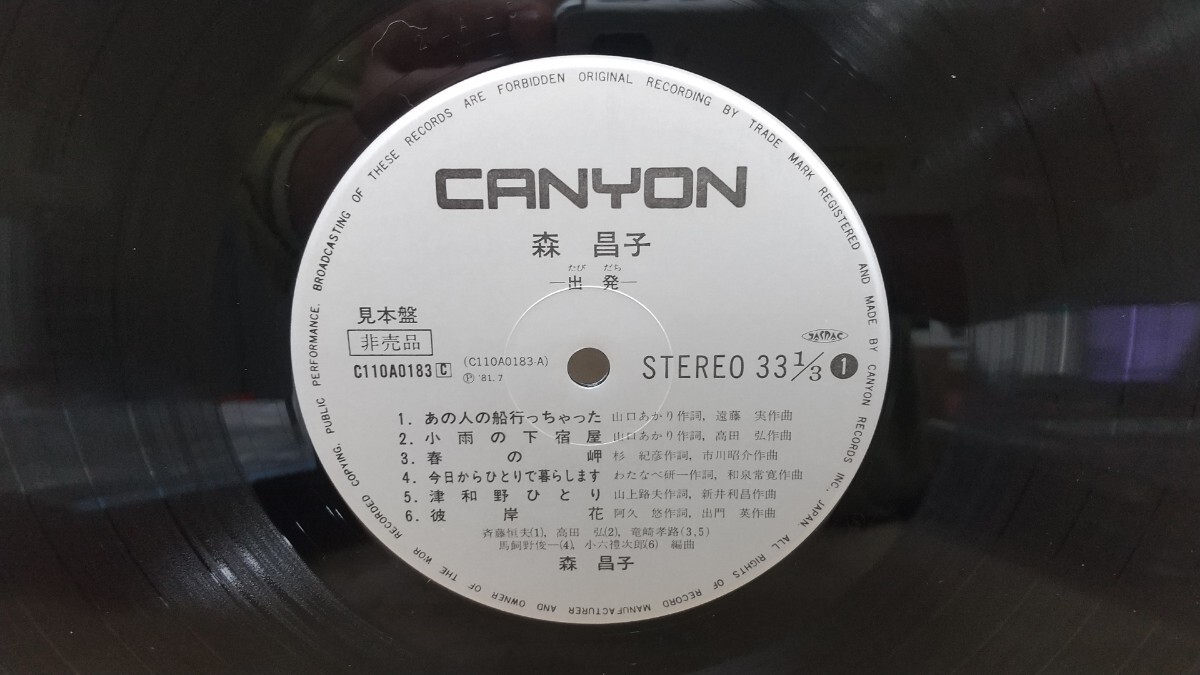 RECORDED COPYING, PUBLIC PERFORMANCE, BROADCASTING OF THESE RECORDS ARE FORBIDDEN ORIGINAL RECORDING BY TRADE MARK REGISTERED AND MADE BY CANYON RECORDS INC, JAPAN ALL RIGHTS OF RECORD MANUFACTURER AND OWNER OF THE WOR
CANYON
森 昌子
たび だち
—出 発—
見本盤
非売品
C110A0183 C
(C110A0183-A)
Ⓟ '81.7
JASRAC
STEREO 33 1/3 1
1. あの人の船行っちゃった 山口あかり作詞, 遠藤 実作曲
2. 小雨の下宿屋 山口あかり作詞, 高田 弘作曲
3. 春の岬 杉 紀彦作詞, 市川昭介作曲
4. 今日からひとりで暮らします わたなべ研一作詞, 和泉常寛作曲
5. 津和野ひとり 山上路夫作詞, 新井利昌作曲
6. 彼岸花 阿久 悠作詞, 出門 英作曲
斉藤恒夫(1), 高田 弘(2), 竜崎孝路(3,5)
馬飼野俊一(4), 小六禮次郎(6) 編曲
森 昌子